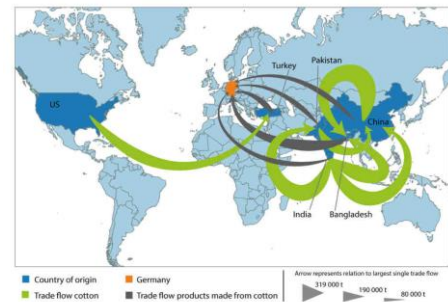 Turkey
Pakistan
US
China
India
Bangladesh
Country of origin
Germany
Trade flow cotton
Trade flow products made from cotton
Arrow represents relation to largest single trade flow
319 000 t
190 000 t
80 000 t